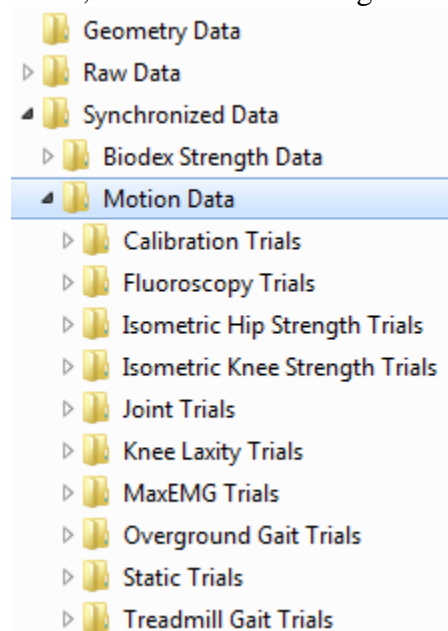 Geometry Data
Raw Data
Synchronized Data
Biodex Strength Data
Motion Data
Calibration Trials
Fluoroscopy Trials
Isometric Hip Strength Trials
Isometric Knee Strength Trials
Joint Trials
Knee Laxity Trials
MaxEMG Trials
Overground Gait Trials
Static Trials
Treadmill Gait Trials